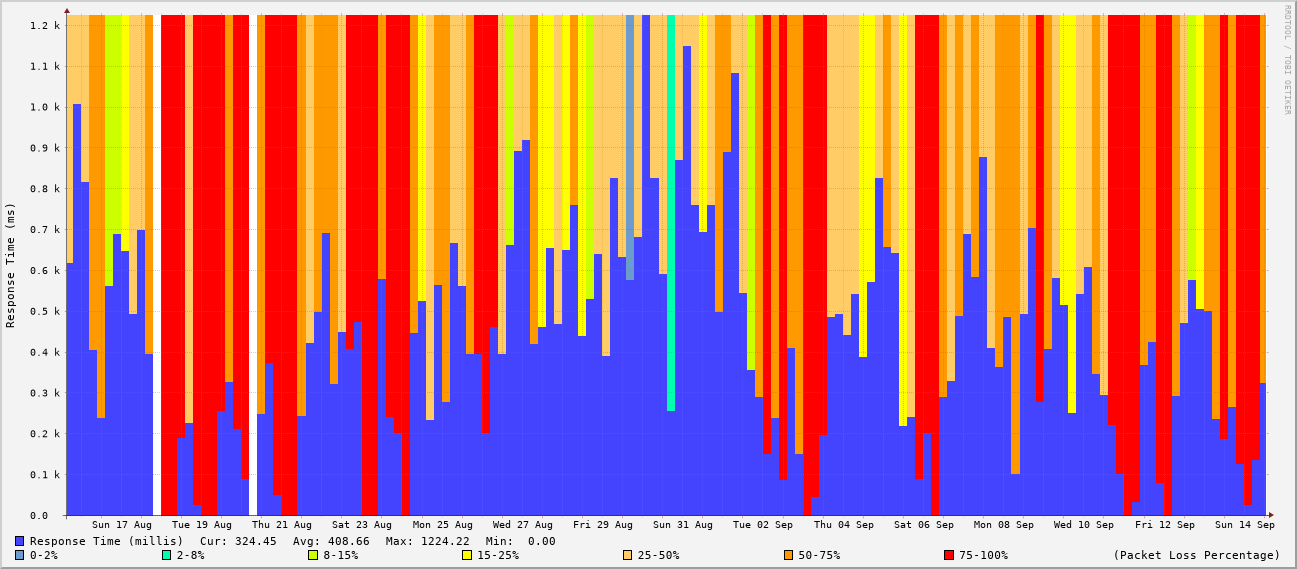 RRDTOOL / TOBI OETIKER
Response Time (ms)
1.2 k
1.1 k
1.0 k
0.9 k
0.8 k
0.7 k
0.6 k
0.5 k
0.4 k
0.3 k
0.2 k
0.1 k
0.0
Sun 17 Aug Tue 19 Aug Thu 21 Aug Sat 23 Aug Mon 25 Aug Wed 27 Aug Fri 29 Aug Sun 31 Aug Tue 02 Sep Thu 04 Sep Sat 06 Sep Mon 08 Sep Wed 10 Sep Fri 12 Sep Sun 14 Sep
Response Time (millis) Cur: 324.45 Avg: 408.66 Max: 1224.22 Min: 0.00
0-2% 2-8% 8-15% 15-25% 25-50% 50-75% 75-100% (Packet Loss Percentage)